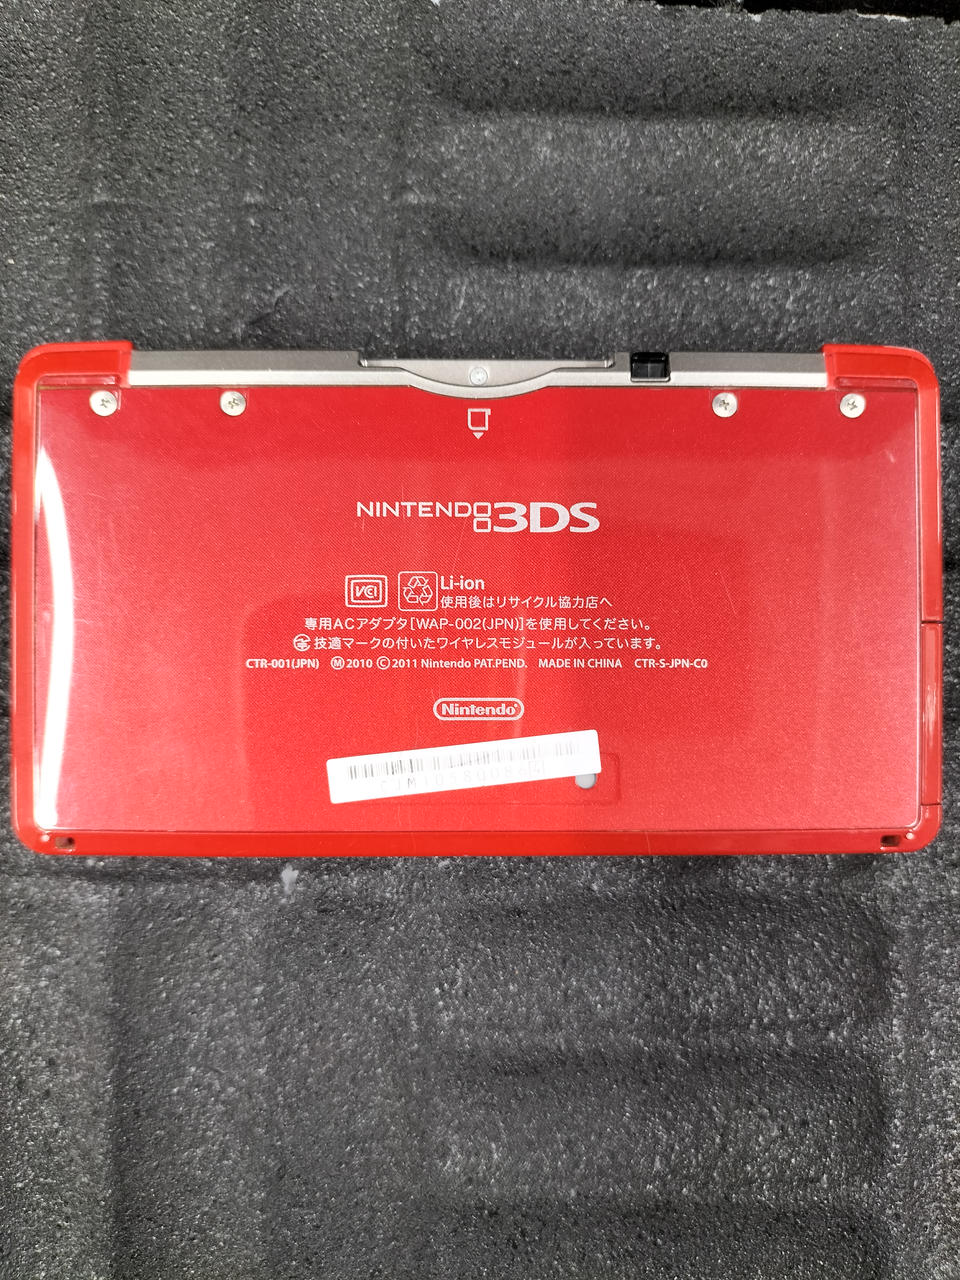 NINTENDO3DS
VCCI
Li-ion
使用後はリサイクル協力店へ
専用ACアダプタ[WAP-002(JPN)]を使用してください。
技適マークの付いたワイヤレスモジュールが入っています。
CTR-001(JPN) Ⓜ2010 ©2011 Nintendo PAT.PEND. MADE IN CHINA CTR-S-JPN-C0
Nintendo®